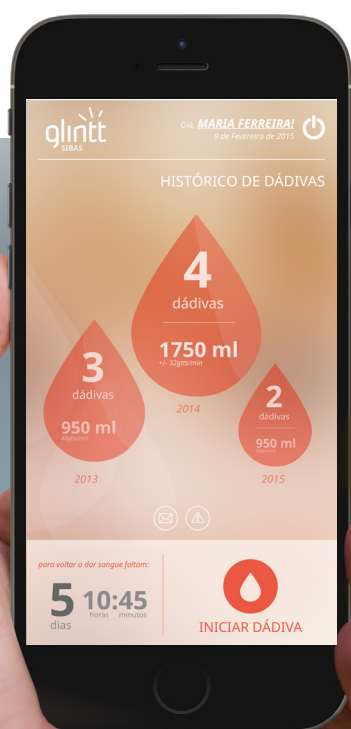 glintt
SIBAS
Olá, MARIA FERREIRA!
9 de Fevereiro de 2015
HISTÓRICO DE DÁDIVAS
4
dádivas
1750 ml
+/- 32gtts/min
2014
3
dádivas
950 ml
2013
2
dádivas
950 ml
2015
para voltar a dar sangue faltam:
5
dias
10:45
horas minutos
INICIAR DÁDIVA